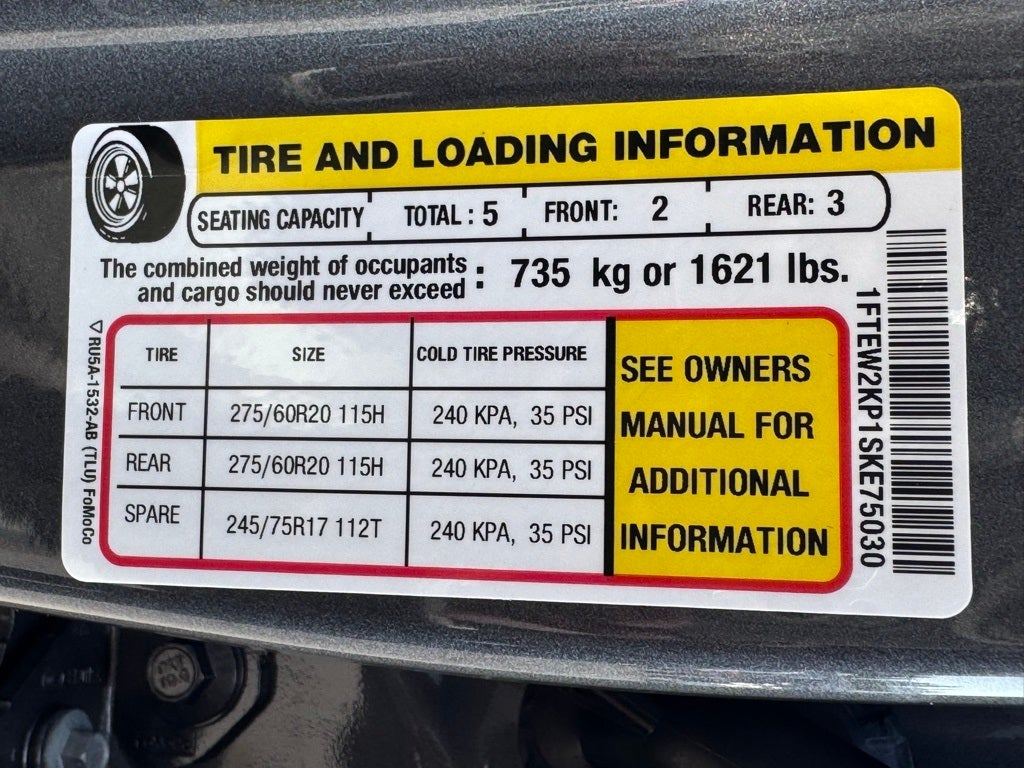 TIRE AND LOADING INFORMATION
SEATING CAPACITY TOTAL : 5 FRONT: 2 REAR: 3
The combined weight of occupants
and cargo should never exceed : 735 kg or 1621 lbs.
TIRE SIZE COLD TIRE PRESSURE
FRONT 275/60R20 115H 240 KPA, 35 PSI
REAR 275/60R20 115H 240 KPA, 35 PSI
SPARE 245/75R17 112T 240 KPA, 35 PSI
SEE OWNERS
MANUAL FOR
ADDITIONAL
INFORMATION
1FTEW2KP1SKE75030
RU5A-1532-AB (TLU) FoMoCo